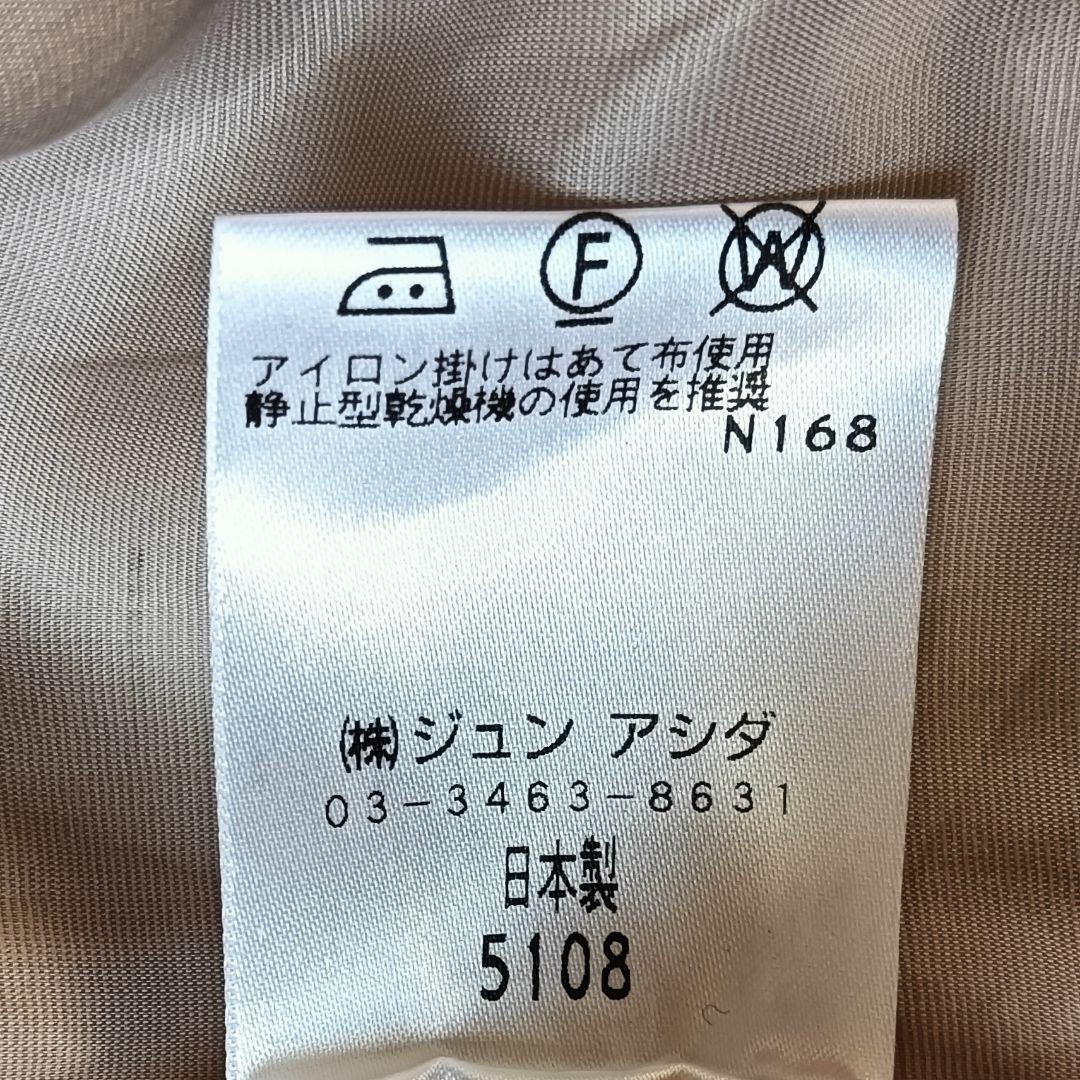 F W
アイロン掛けはあて布使用
静止型乾燥機の使用を推奨
N168
(株)ジュン アシダ
03-3463-8631
日本製
5108